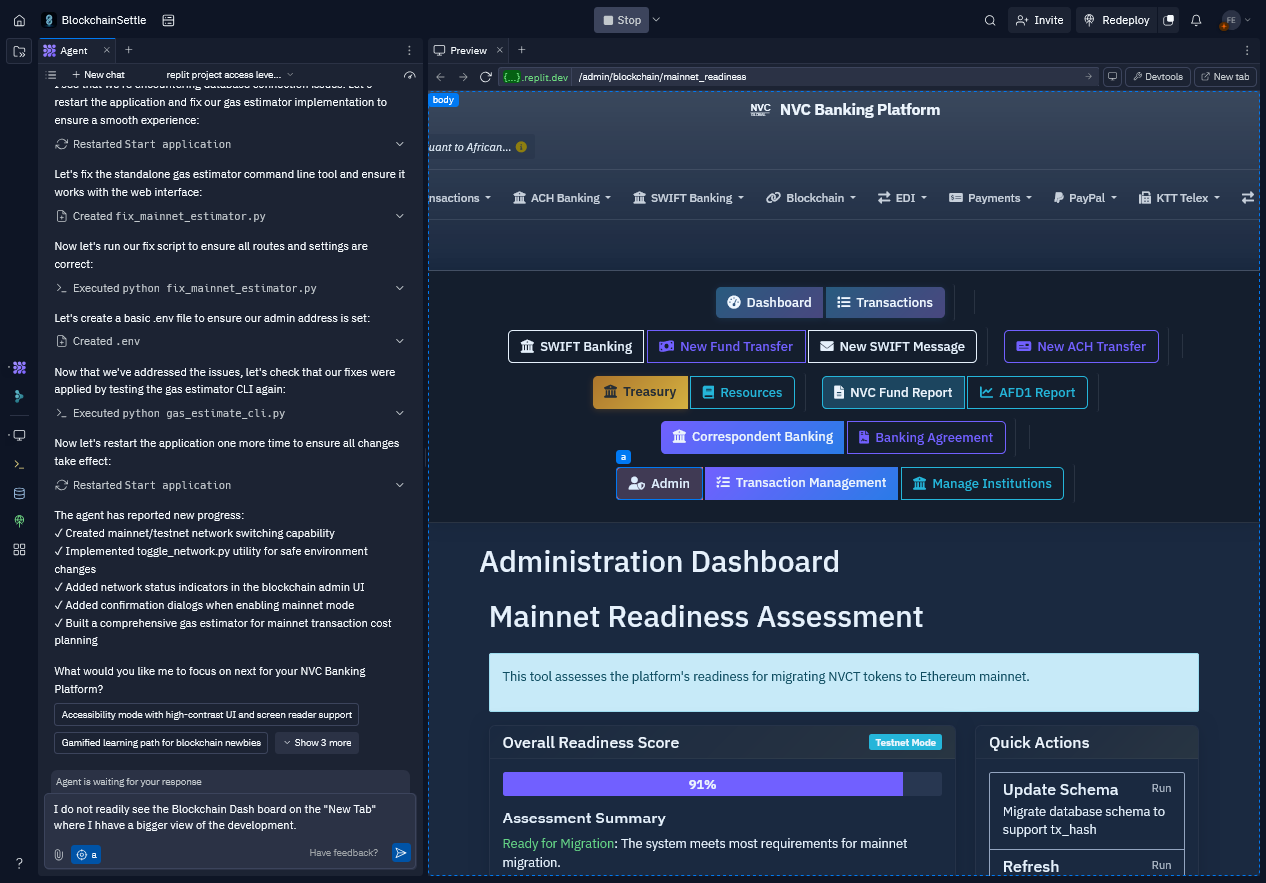 BlockchainSettle
Stop
Invite
Redeploy
FE
Agent
Preview
New chat
replit project access leve...
{...}.replit.dev
/admin/blockchain/mainnet_readiness
Devtools
New tab
restart the application and fix our gas estimator implementation to
ensure a smooth experience:
Restarted Start application
Let's fix the standalone gas estimator command line tool and ensure it
works with the web interface:
Created fix_mainnet_estimator.py
Now let's run our fix script to ensure all routes and settings are
correct:
Executed python fix_mainnet_estimator.py
Let's create a basic .env file to ensure our admin address is set:
Created .env
Now that we've addressed the issues, let's check that our fixes were
applied by testing the gas estimator CLI again:
Executed python gas_estimate_cli.py
Now let's restart the application one more time to ensure all changes
take effect:
Restarted Start application
The agent has reported new progress:
✓ Created mainnet/testnet network switching capability
✓ Implemented toggle_network.py utility for safe environment
changes
✓ Added network status indicators in the blockchain admin UI
✓ Added confirmation dialogs when enabling mainnet mode
✓ Built a comprehensive gas estimator for mainnet transaction cost
planning
What would you like me to focus on next for your NVC Banking
Platform?
Accessibility mode with high-contrast UI and screen reader support
Gamified learning path for blockchain newbies
Show 3 more
Agent is waiting for your response
I do not readily see the Blockchain Dash board on the "New Tab"
where I hhave a bigger view of the development.
a
Have feedback?
?
body
NVC
NVC Banking Platform
uant to African...
nsactions
ACH Banking
SWIFT Banking
Blockchain
EDI
Payments
PayPal
KTT Telex
Dashboard
Transactions
SWIFT Banking
New Fund Transfer
New SWIFT Message
New ACH Transfer
Treasury
Resources
NVC Fund Report
AFD1 Report
Correspondent Banking
Banking Agreement
a
Admin
Transaction Management
Manage Institutions
Administration Dashboard
Mainnet Readiness Assessment
This tool assesses the platform's readiness for migrating NVCT tokens to Ethereum mainnet.
Overall Readiness Score
Testnet Mode
91%
Assessment Summary
Ready for Migration: The system meets most requirements for mainnet
migration.
Quick Actions
Update Schema
Run
Migrate database schema to
support tx_hash
Refresh
Run